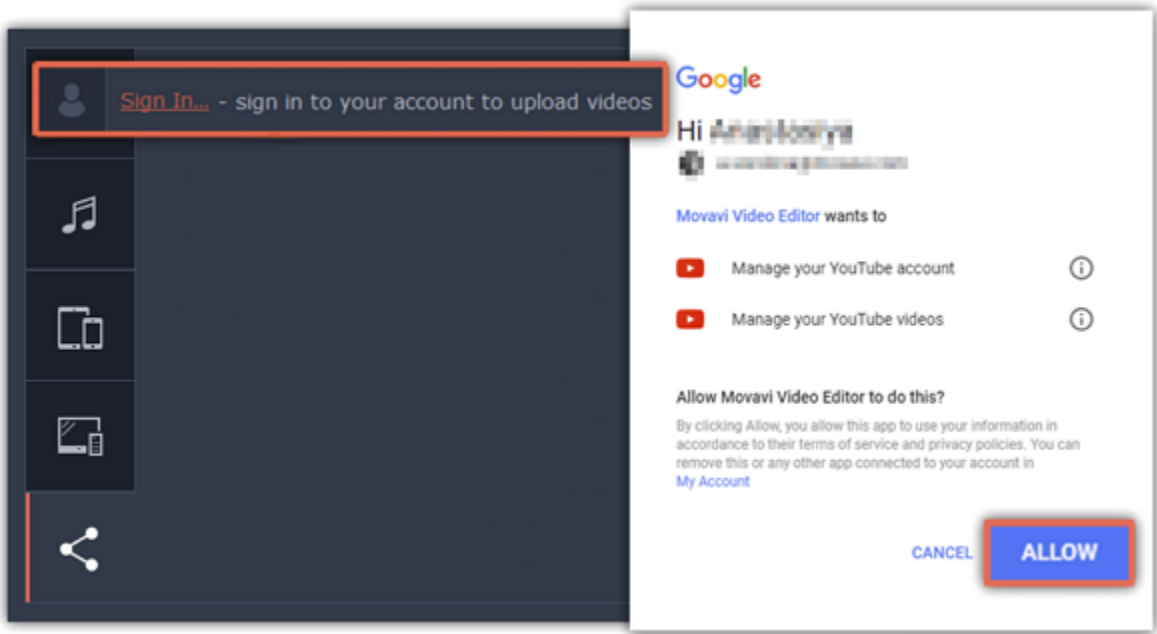 Sign In... - sign in to your account to upload videos
Google
Hi
Movavi Video Editor wants to
Manage your YouTube account
Manage your YouTube videos
Allow Movavi Video Editor to do this?
By clicking Allow, you allow this app to use your information in
accordance to their terms of service and privacy policies. You can
remove this or any other app connected to your account in
My Account
CANCEL
ALLOW